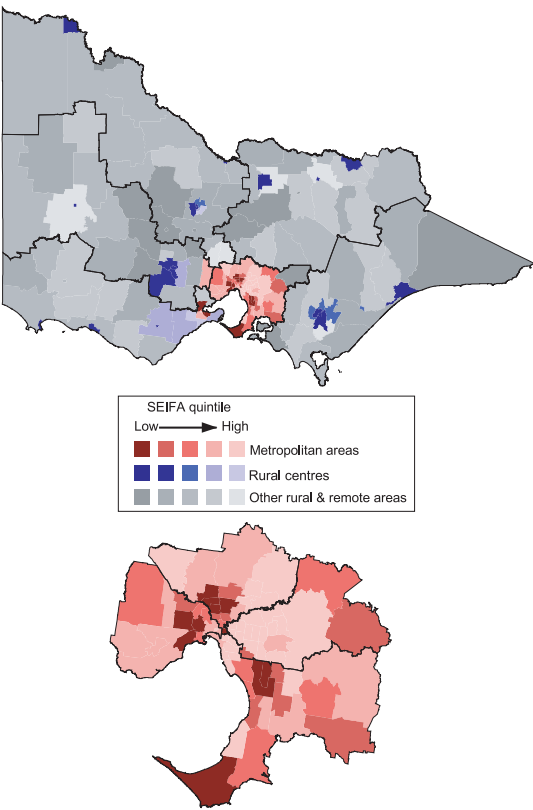 SEIFA quintile
Low High
Metropolitan areas
Rural centres
Other rural & remote areas